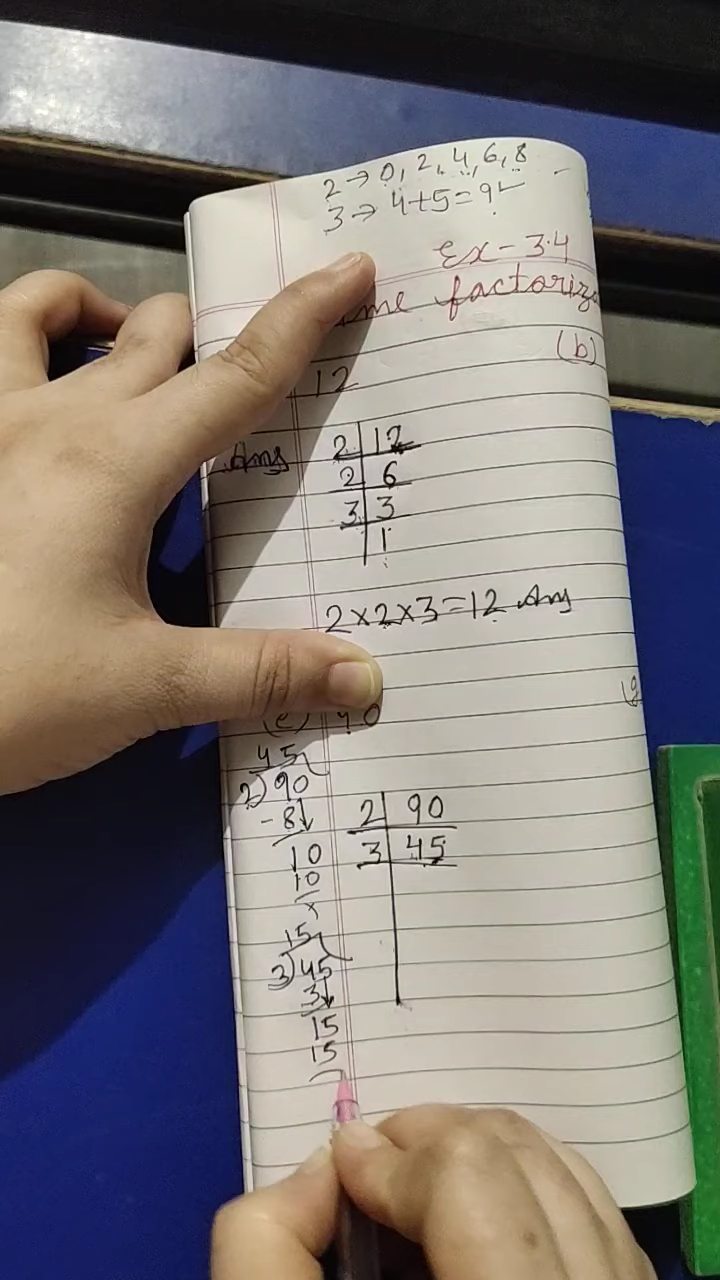 2 → 0, 2, 4, 6, 8
3 → 4+5=9✓
Ex - 3.4
factoriz
(b)
12
Ans
2 | 12
2 | 6
3 | 3
1
2×2×3=12 Ans
(e) 90
45
2) 90
-8↓
10
10
×
2 | 90
3 | 45
15
3) 45
3↓
15
15